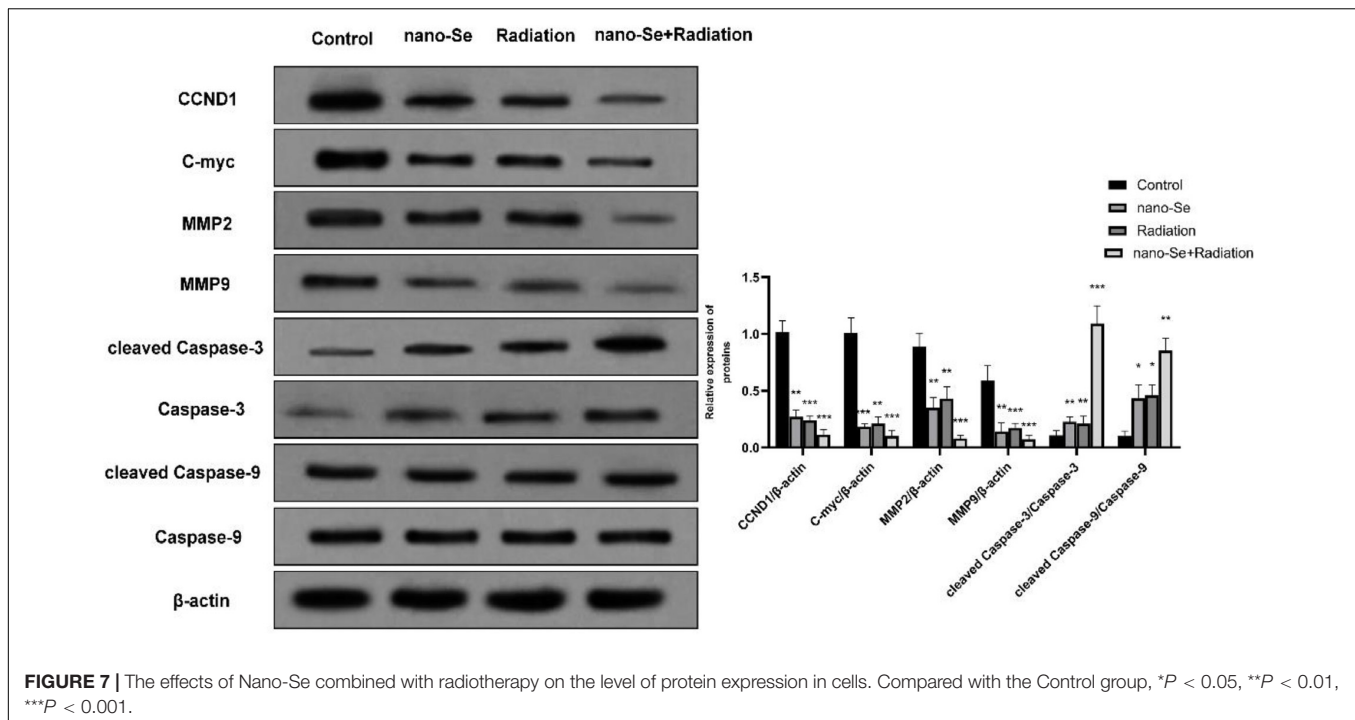 Control nano-Se Radiation nano-Se+Radiation
CCND1
C-myc
MMP2
MMP9
cleaved Caspase-3
Caspase-3
cleaved Caspase-9
Caspase-9
β-actin
Control
nano-Se
Radiation
nano-Se+Radiation
Relative expression of
proteins
1.5
1.0
0.5
0.0
** *** ***
*** ** ***
** ** ***
** *** ***
** ** ***
* * **
CCND1/β-actin
C-myc/β-actin
MMP2/β-actin
MMP9/β-actin
cleaved Caspase-3/Caspase-3
cleaved Caspase-9/Caspase-9
FIGURE 7 | The effects of Nano-Se combined with radiotherapy on the level of protein expression in cells. Compared with the Control group, *P < 0.05, **P < 0.01,
***P < 0.001.